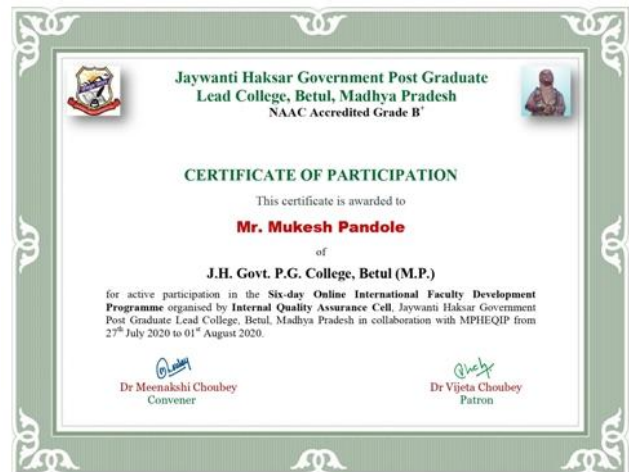 Jaywanti Haksar Government Post Graduate
Lead College, Betul, Madhya Pradesh
NAAC Accredited Grade B+
CERTIFICATE OF PARTICIPATION
This certificate is awarded to
Mr. Mukesh Pandole
of
J.H. Govt. P.G. College, Betul (M.P.)
for active participation in the Six-day Online International Faculty Development
Programme organised by Internal Quality Assurance Cell, Jaywanti Haksar Government
Post Graduate Lead College, Betul, Madhya Pradesh in collaboration with MPHEQIP from
27th July 2020 to 01st August 2020.
Dr Meenakshi Choubey
Convener
Dr Vijeta Choubey
Patron